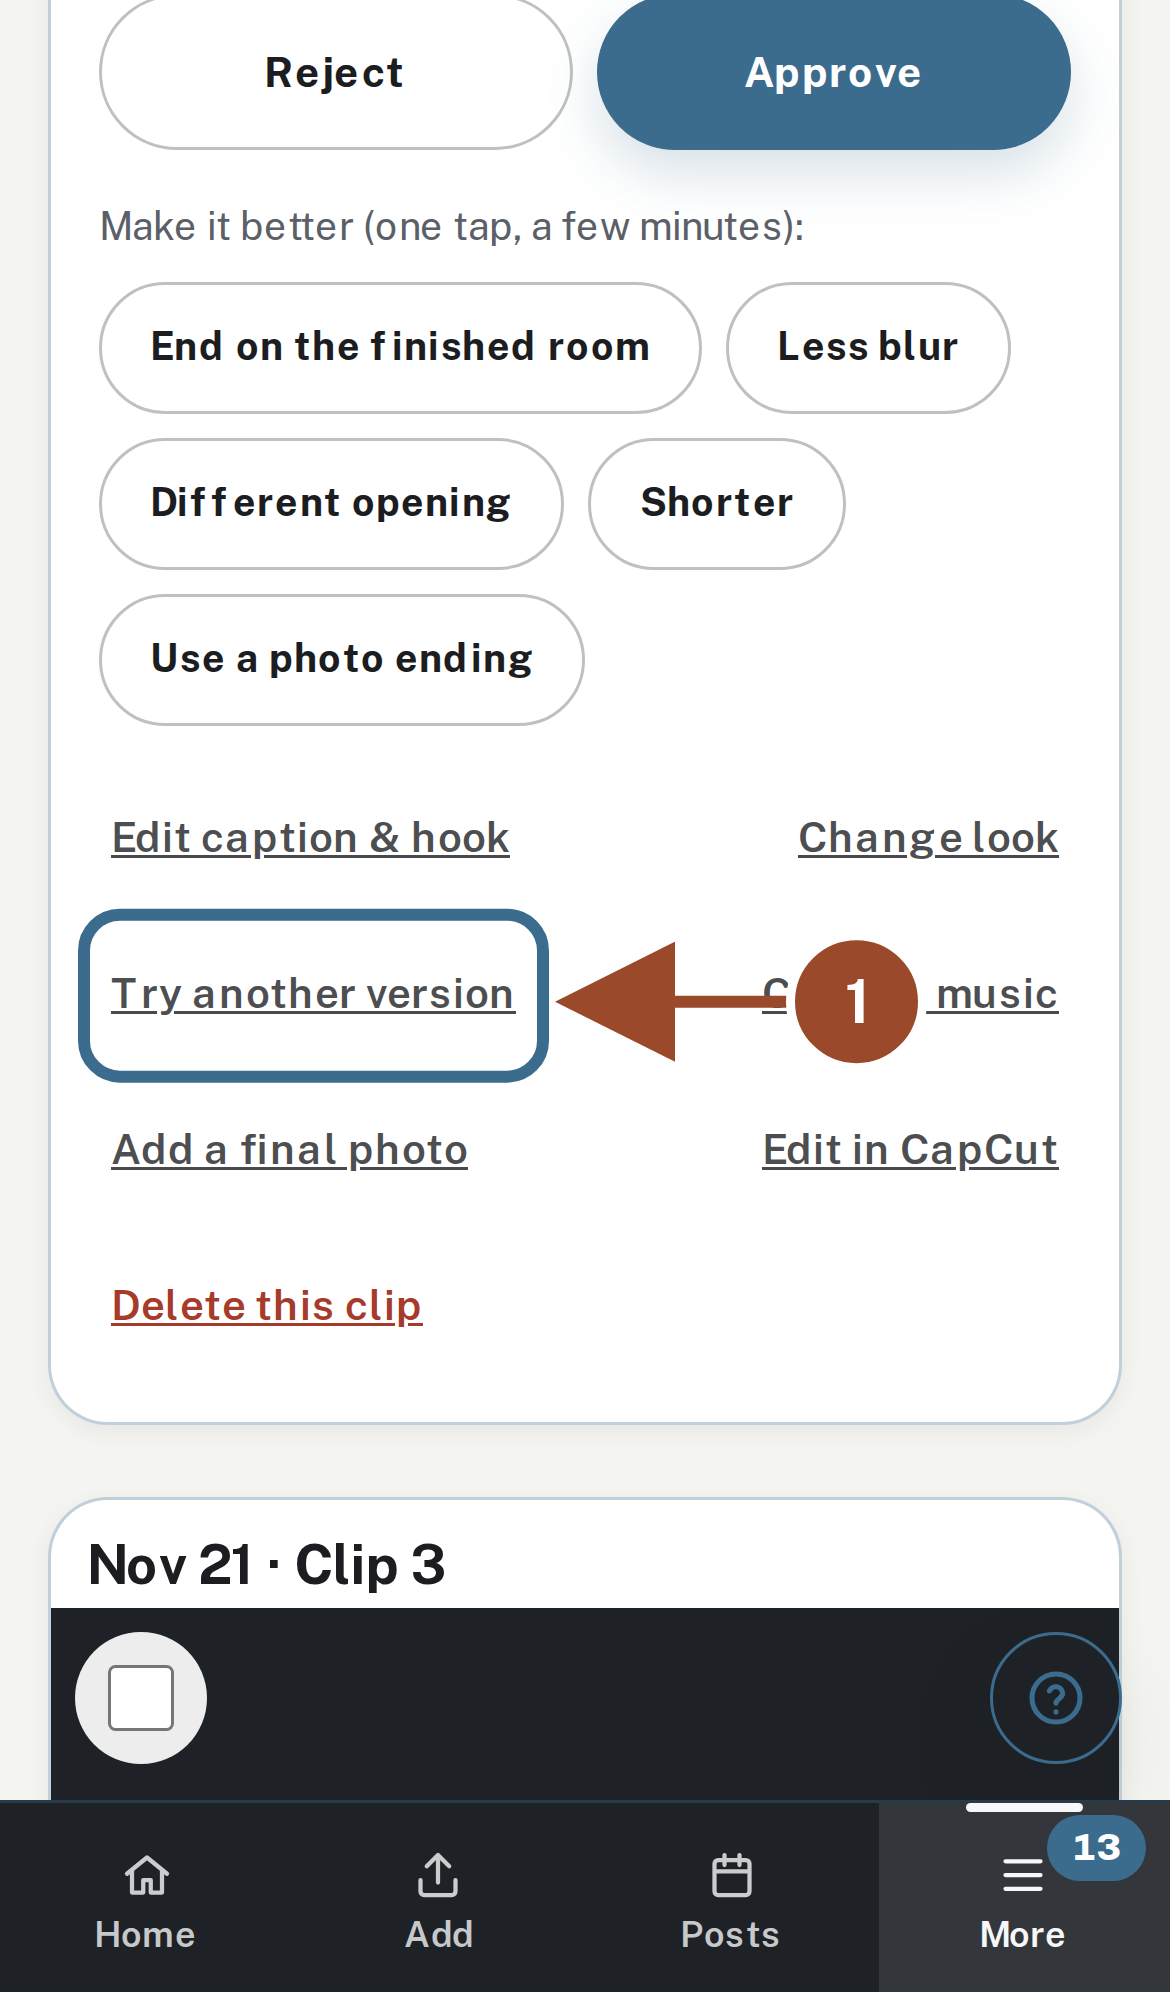 Reject Approve
Make it better (one tap, a few minutes):
End on the finished room Less blur
Different opening Shorter
Use a photo ending
Edit caption & hook Change look
Try another version 1 music
Add a final photo Edit in CapCut
Delete this clip
Nov 21 · Clip 3
13
Home Add Posts More